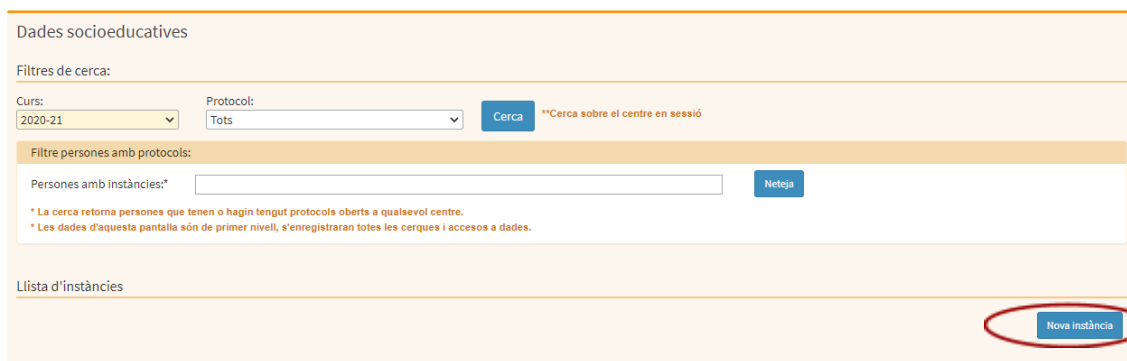 Dades socioeducatives
Filtres de cerca:
Curs: Protocol:
2020-21 Tots Cerca **Cerca sobre el centre en sessió
Filtre persones amb protocols:
Persones amb instàncies:* Neteja
* La cerca retorna persones que tenen o hagin tengut protocols oberts a qualsevol centre.
* Les dades d'aquesta pantalla són de primer nivell, s'enregistraran totes les cerques i accesos a dades.
Llista d'instàncies
Nova instància